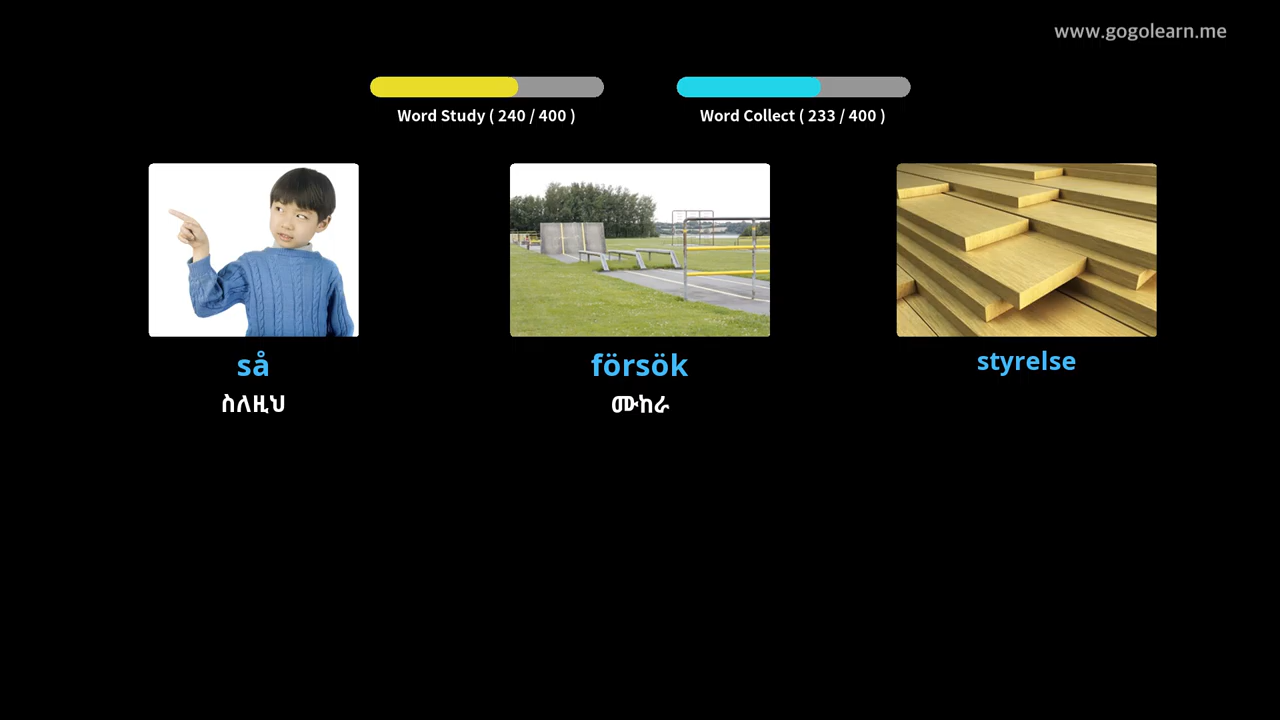 www.gogolearn.me
Word Study ( 240 / 400 )
Word Collect ( 233 / 400 )
så
försök
styrelse
ስለዚህ
ሙከራ